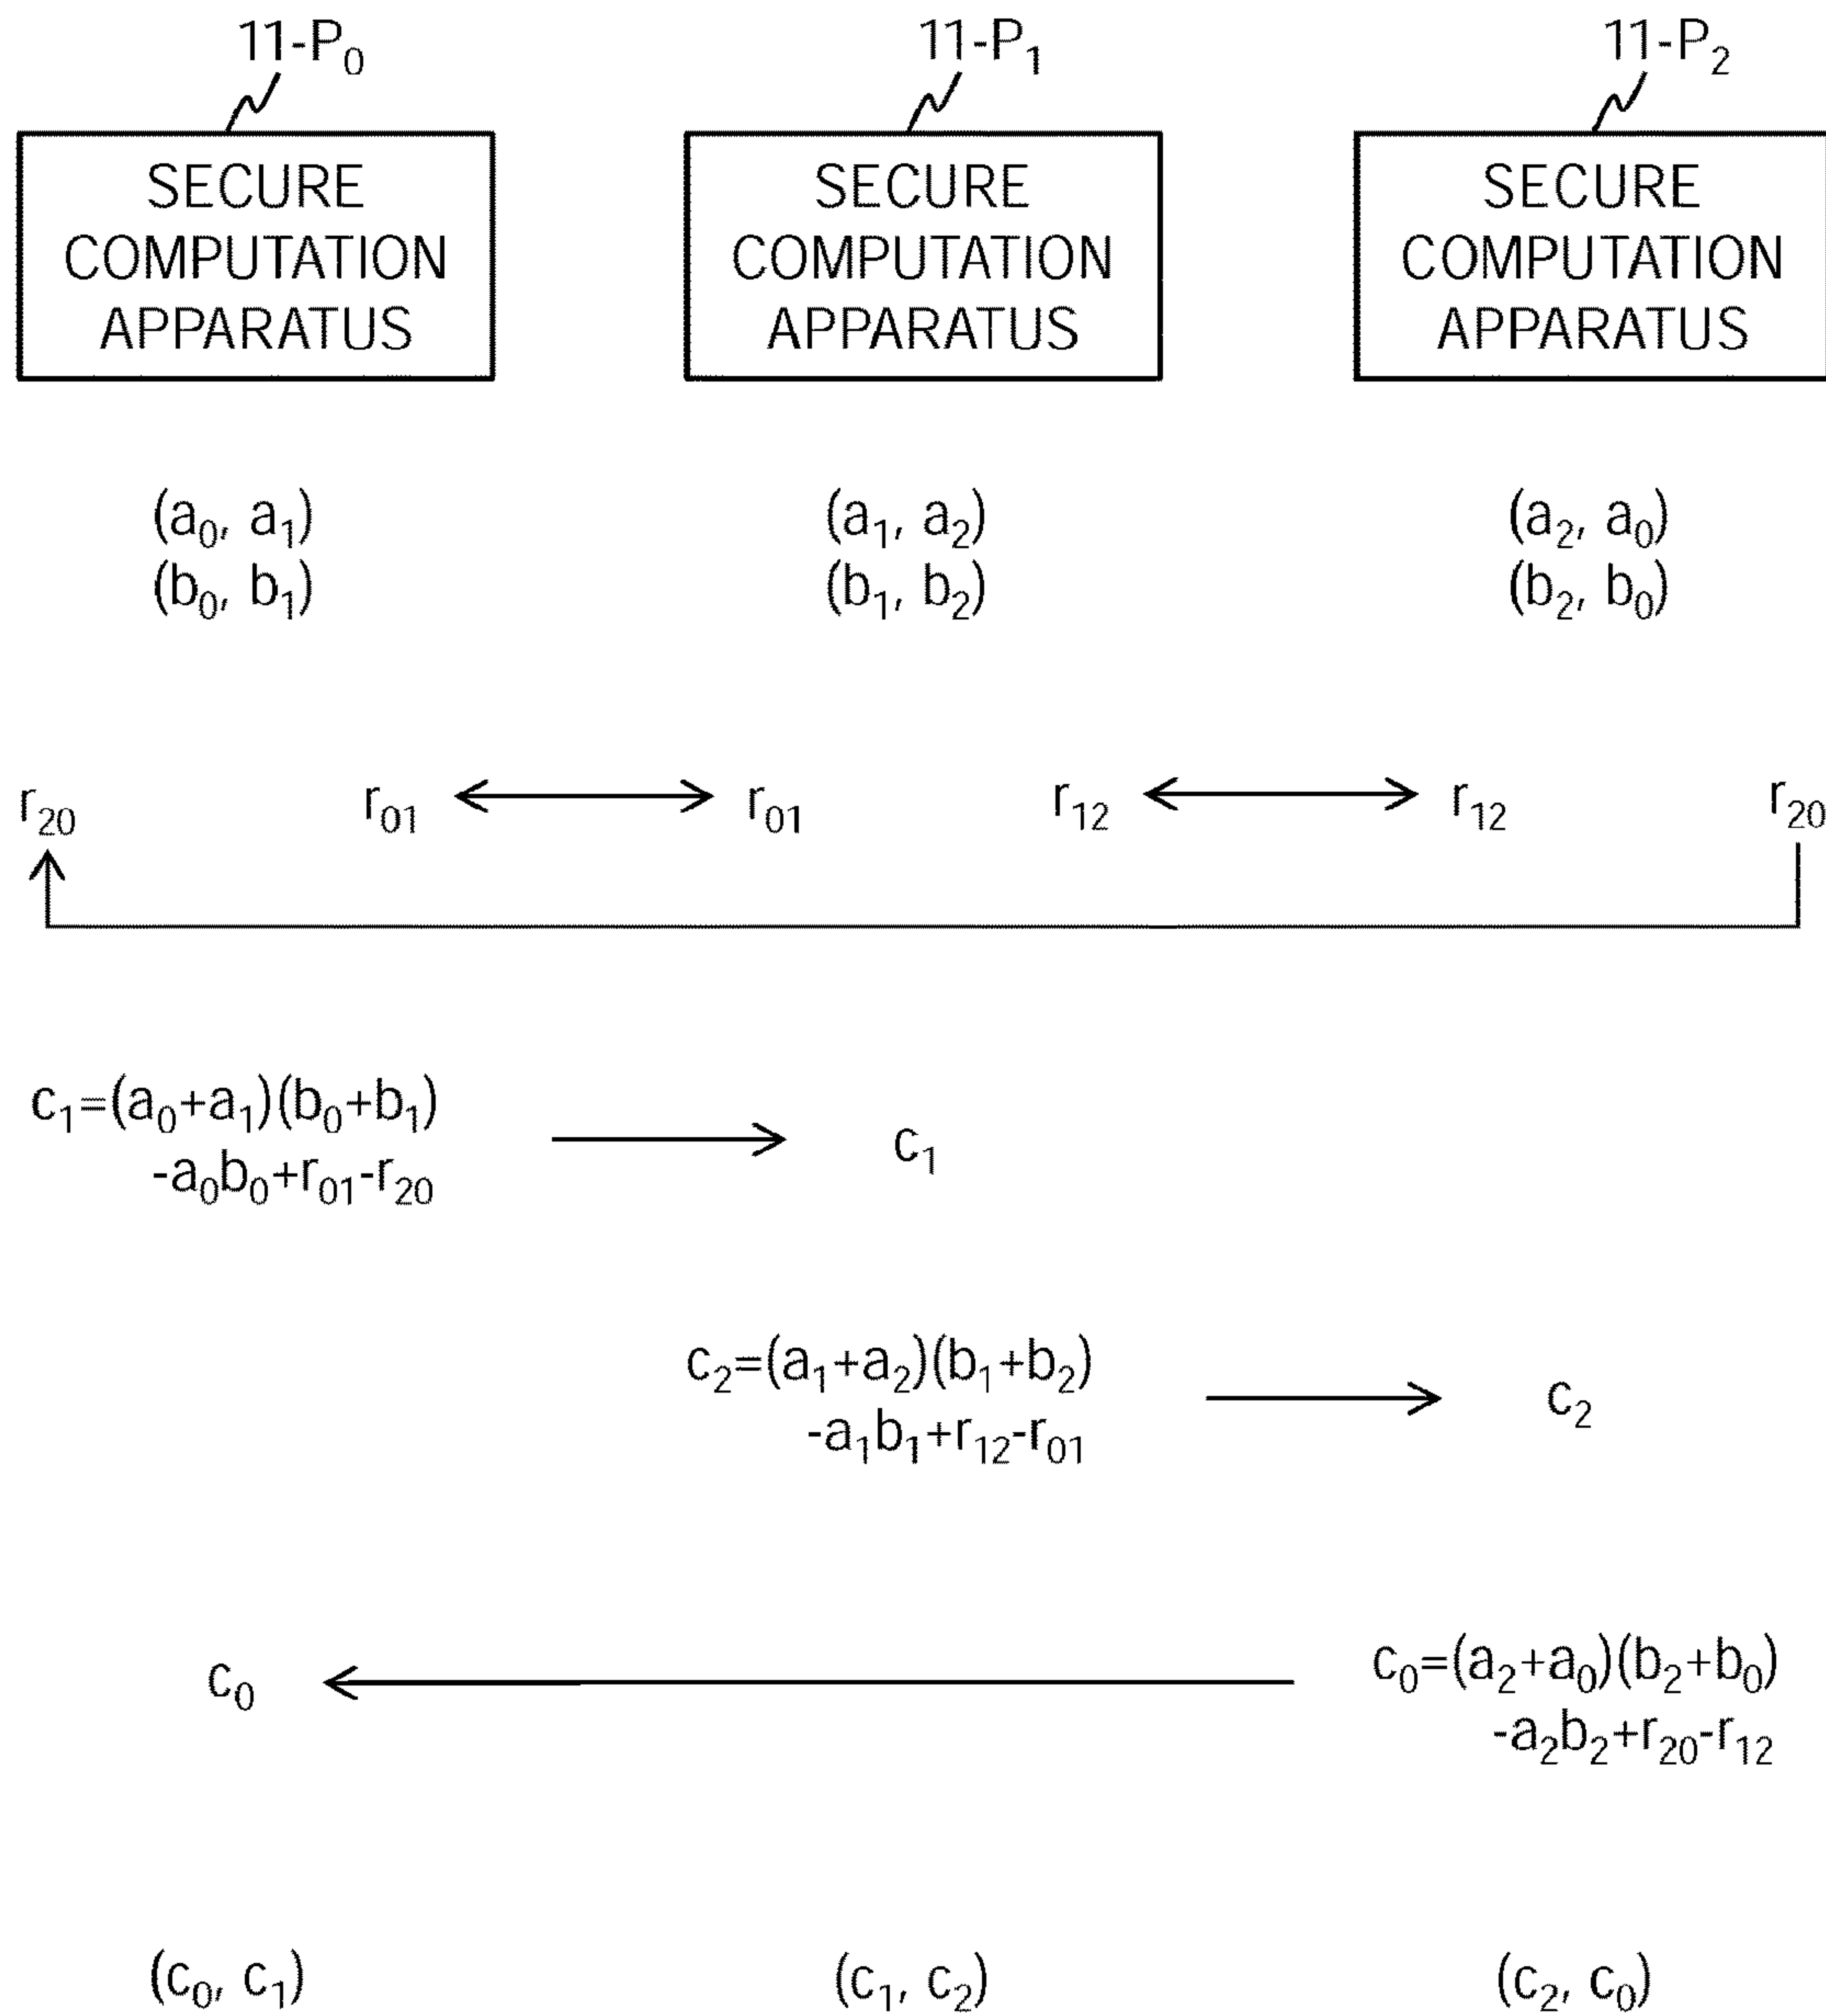 11-P₀ 11-P₁ 11-P₂
SECURE SECURE SECURE
COMPUTATION COMPUTATION COMPUTATION
APPARATUS APPARATUS APPARATUS
(a₀, a₁) (a₁, a₂) (a₂, a₀)
(b₀, b₁) (b₁, b₂) (b₂, b₀)
r₂₀ r₀₁ r₀₁ r₁₂ r₁₂ r₂₀
c₁=(a₀+a₁)(b₀+b₁)
-a₀b₀+r₀₁-r₂₀
c₁
c₂=(a₁+a₂)(b₁+b₂)
-a₁b₁+r₁₂-r₀₁
c₂
c₀
c₀=(a₂+a₀)(b₂+b₀)
-a₂b₂+r₂₀-r₁₂
(c₀, c₁) (c₁, c₂) (c₂, c₀)